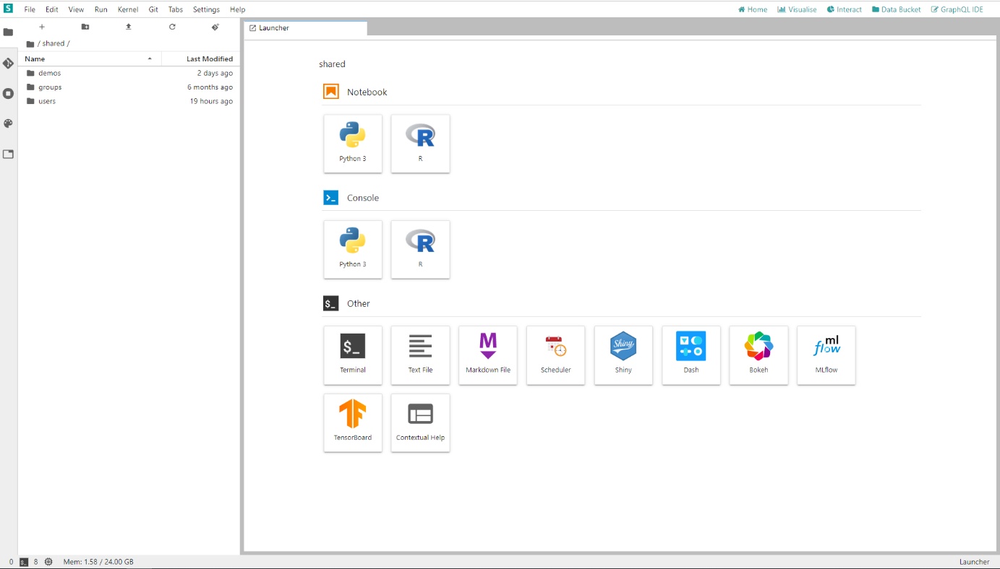 S File Edit View Run Kernel Git Tabs Settings Help Home Visualise Interact Data Bucket GraphQL IDE
Launcher
/ shared /
Name Last Modified
demos 2 days ago
groups 6 months ago
users 19 hours ago
shared
Notebook
Python 3 R
>_ Console
Python 3 R
$_ Other
$_ M Shiny ml flow
Terminal Text File Markdown File Scheduler Shiny Dash Bokeh MLflow
TensorBoard Contextual Help
0 $_ 8 Mem: 1.58 / 24.00 GB Launcher